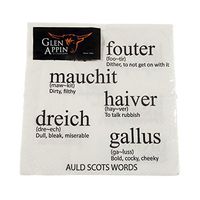 GLEN
APPIN
fouter
(foo-tir)
Dither, to not get on with it
mauchit
(maw-kit)
Dirty, filthy
haiver
(hay-ver)
To talk rubbish
dreich
(dre-ech)
Dull, bleak, miserable
gallus
(ga-luss)
Bold, cocky, cheeky
AULD SCOTS WORDS